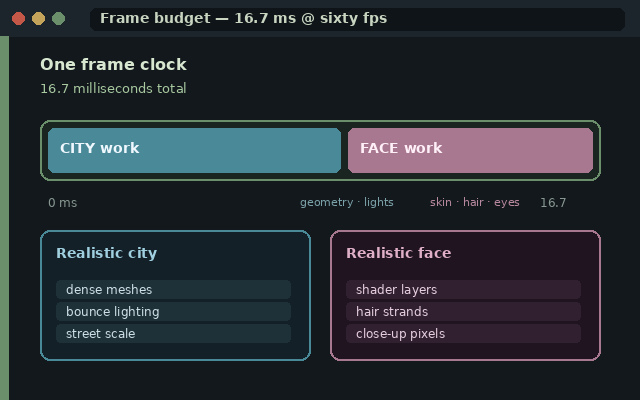 Frame budget — 16.7 ms @ sixty fps
One frame clock
16.7 milliseconds total
CITY work
FACE work
0 ms
geometry · lights
skin · hair · eyes
16.7
Realistic city
dense meshes
bounce lighting
street scale
Realistic face
shader layers
hair strands
close-up pixels